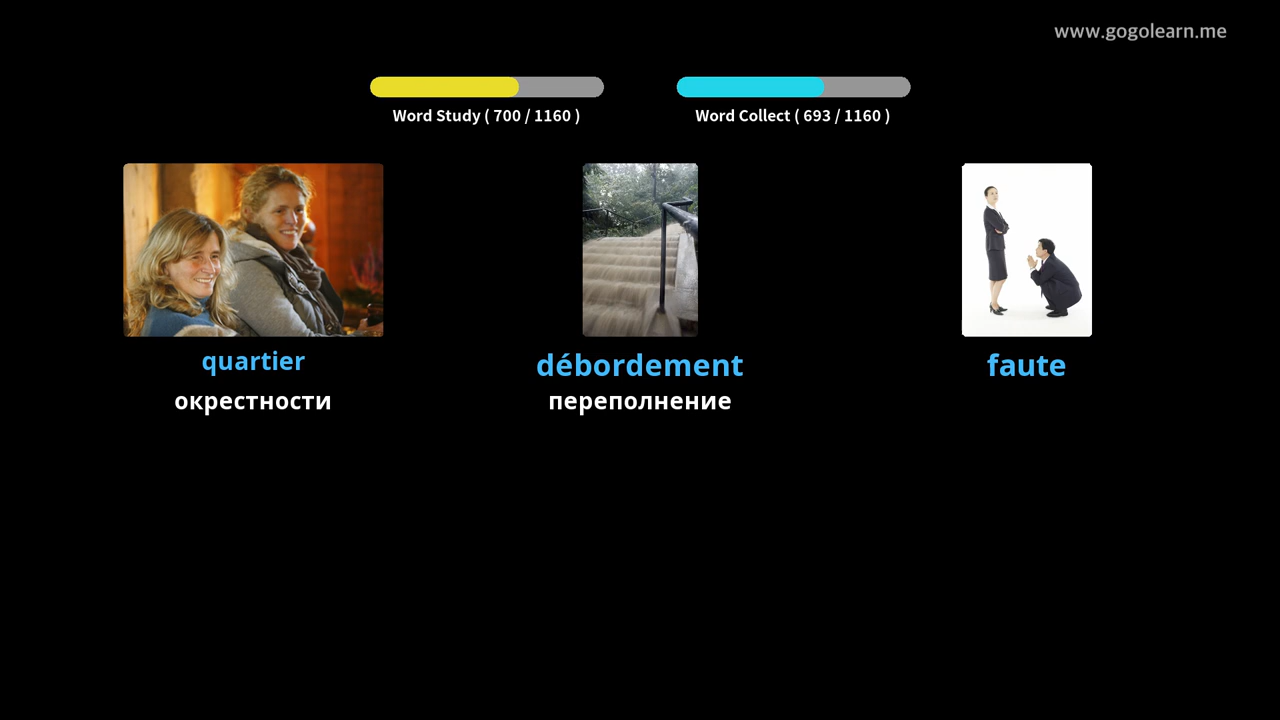 www.gogolearn.me
Word Study ( 700 / 1160 )
Word Collect ( 693 / 1160 )
quartier
окрестности
débordement
переполнение
faute